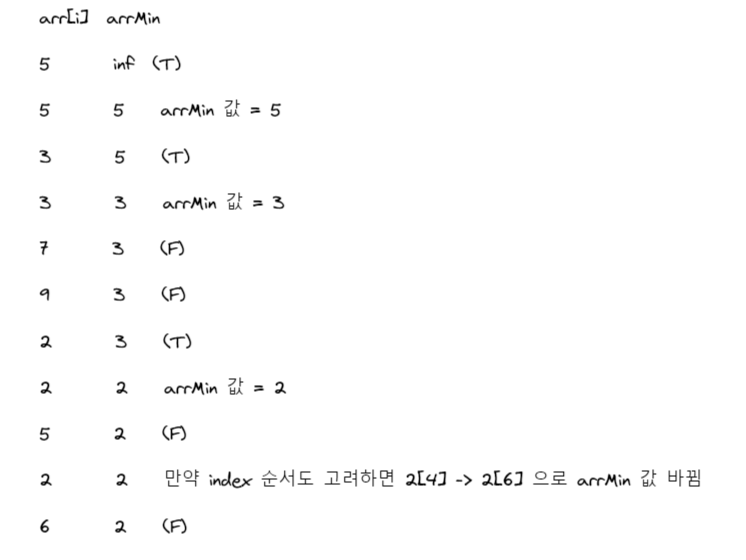 arr[i] arrMin
5 inf (T)
5 5 arrMin 값 = 5
3 5 (T)
3 3 arrMin 값 = 3
7 3 (F)
9 3 (F)
2 3 (T)
2 2 arrMin 값 = 2
5 2 (F)
2 2 만약 index 순서도 고려하면 2[4] -> 2[6] 으로 arrMin 값 바뀜
6 2 (F)